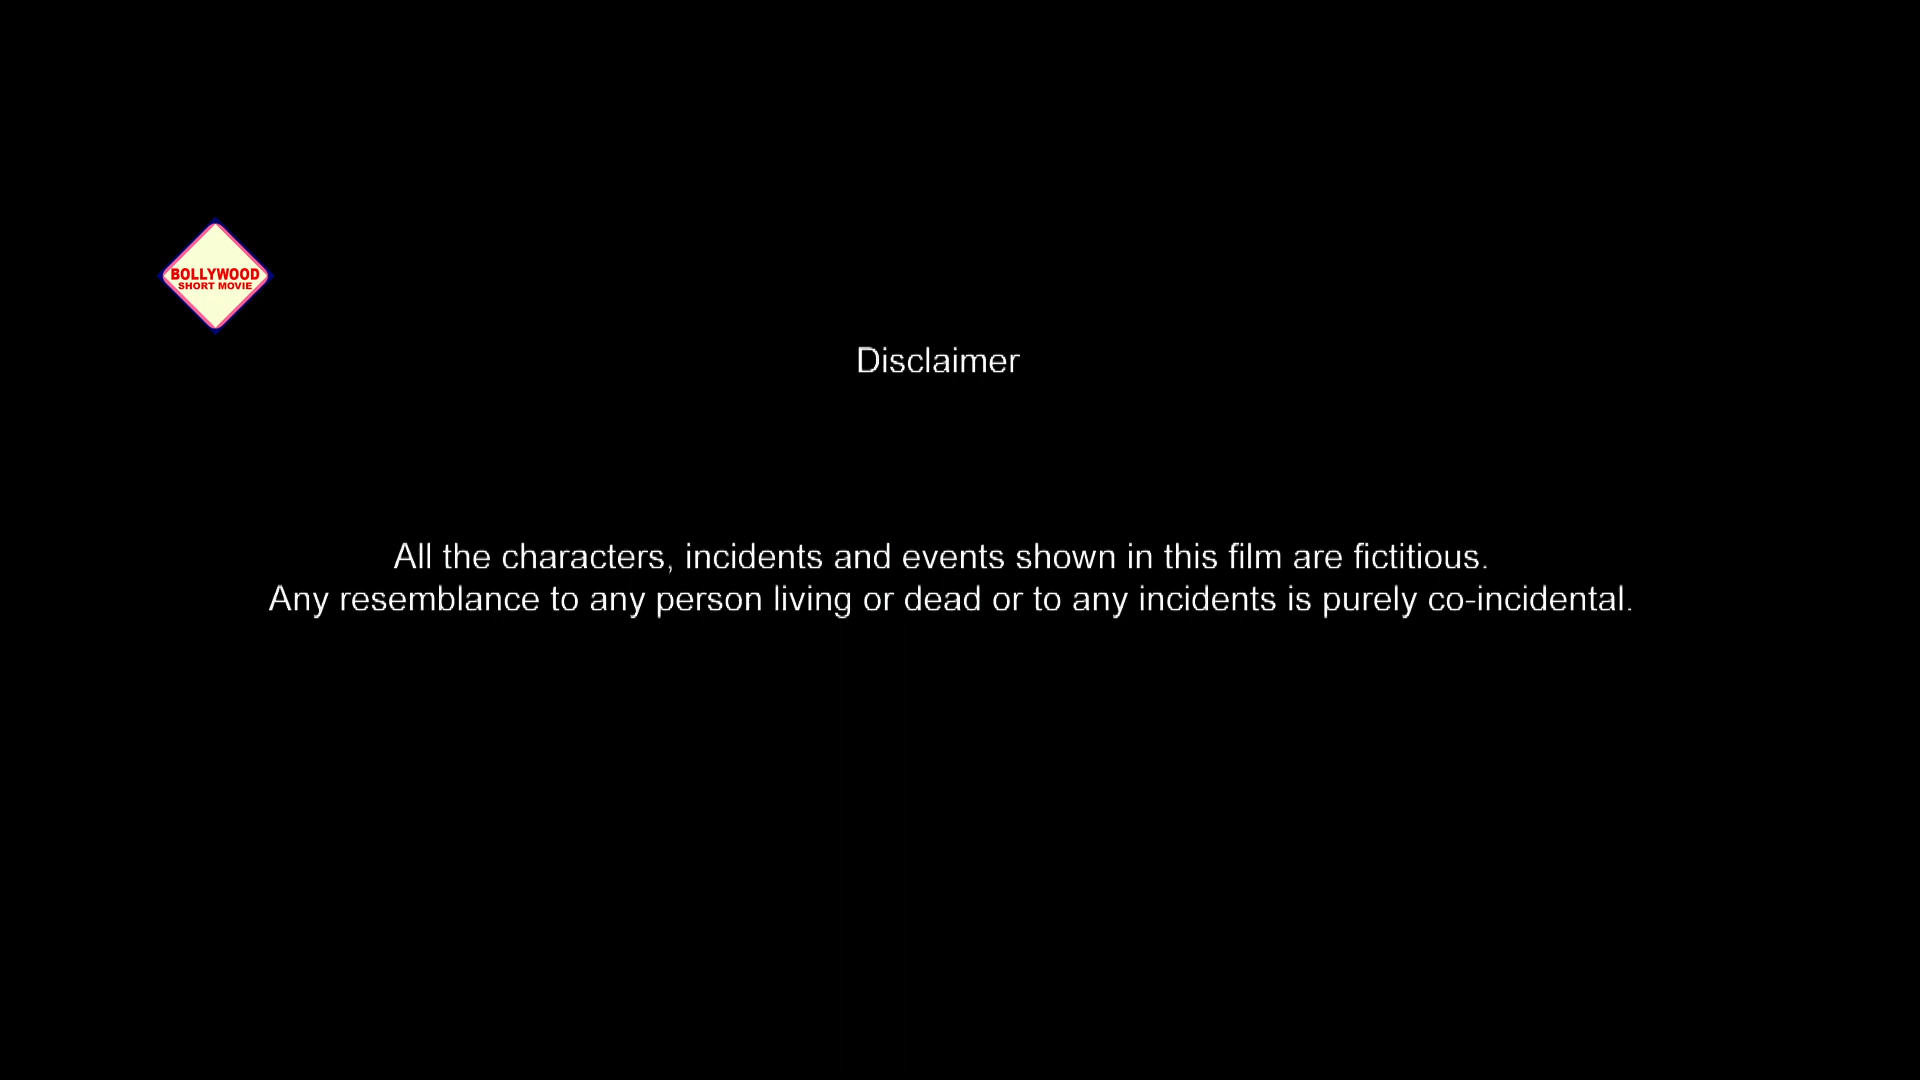 BOLLYWOOD
SHORT MOVIE
Disclaimer
All the characters, incidents and events shown in this film are fictitious.
Any resemblance to any person living or dead or to any incidents is purely co-incidental.